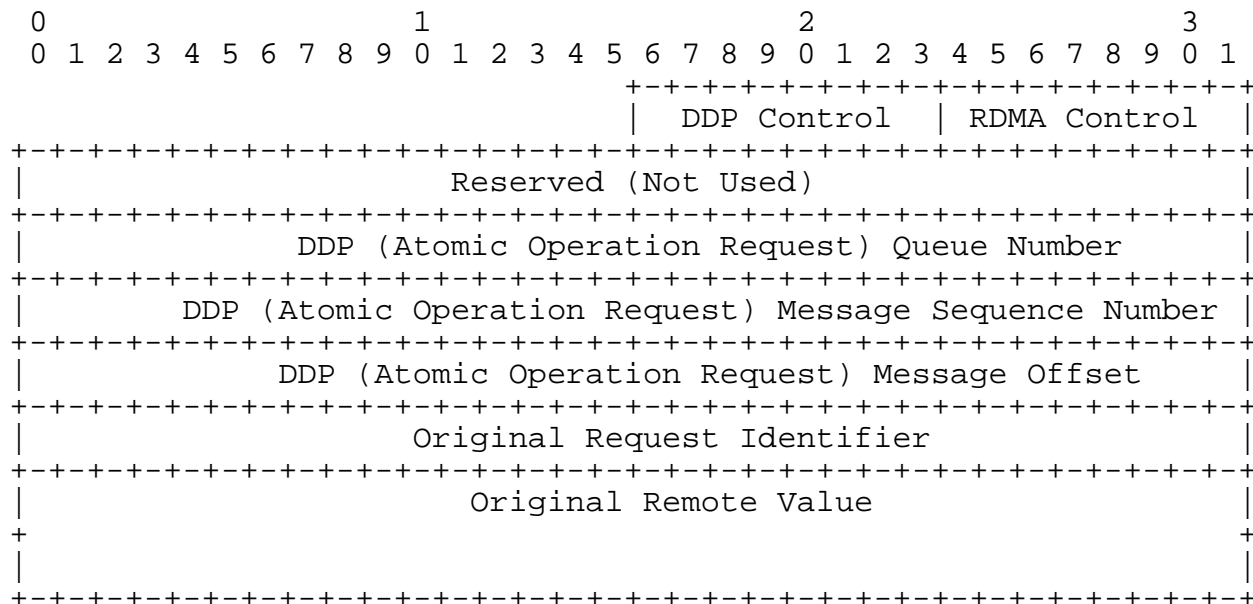 0                   1                   2                   3
 0 1 2 3 4 5 6 7 8 9 0 1 2 3 4 5 6 7 8 9 0 1 2 3 4 5 6 7 8 9 0 1
                                +-+-+-+-+-+-+-+-+-+-+-+-+-+-+-+-+
                                |  DDP Control  | RDMA Control  |
+-+-+-+-+-+-+-+-+-+-+-+-+-+-+-+-+-+-+-+-+-+-+-+-+-+-+-+-+-+-+-+-+
|                      Reserved (Not Used)                      |
+-+-+-+-+-+-+-+-+-+-+-+-+-+-+-+-+-+-+-+-+-+-+-+-+-+-+-+-+-+-+-+-+
|              DDP (Atomic Operation Request) Queue Number      |
+-+-+-+-+-+-+-+-+-+-+-+-+-+-+-+-+-+-+-+-+-+-+-+-+-+-+-+-+-+-+-+-+
|        DDP (Atomic Operation Request) Message Sequence Number |
+-+-+-+-+-+-+-+-+-+-+-+-+-+-+-+-+-+-+-+-+-+-+-+-+-+-+-+-+-+-+-+-+
|             DDP (Atomic Operation Request) Message Offset     |
+-+-+-+-+-+-+-+-+-+-+-+-+-+-+-+-+-+-+-+-+-+-+-+-+-+-+-+-+-+-+-+-+
|                    Original Request Identifier                |
+-+-+-+-+-+-+-+-+-+-+-+-+-+-+-+-+-+-+-+-+-+-+-+-+-+-+-+-+-+-+-+-+
|                       Original Remote Value                   |
+                                                               +
|                                                               |
+-+-+-+-+-+-+-+-+-+-+-+-+-+-+-+-+-+-+-+-+-+-+-+-+-+-+-+-+-+-+-+-+